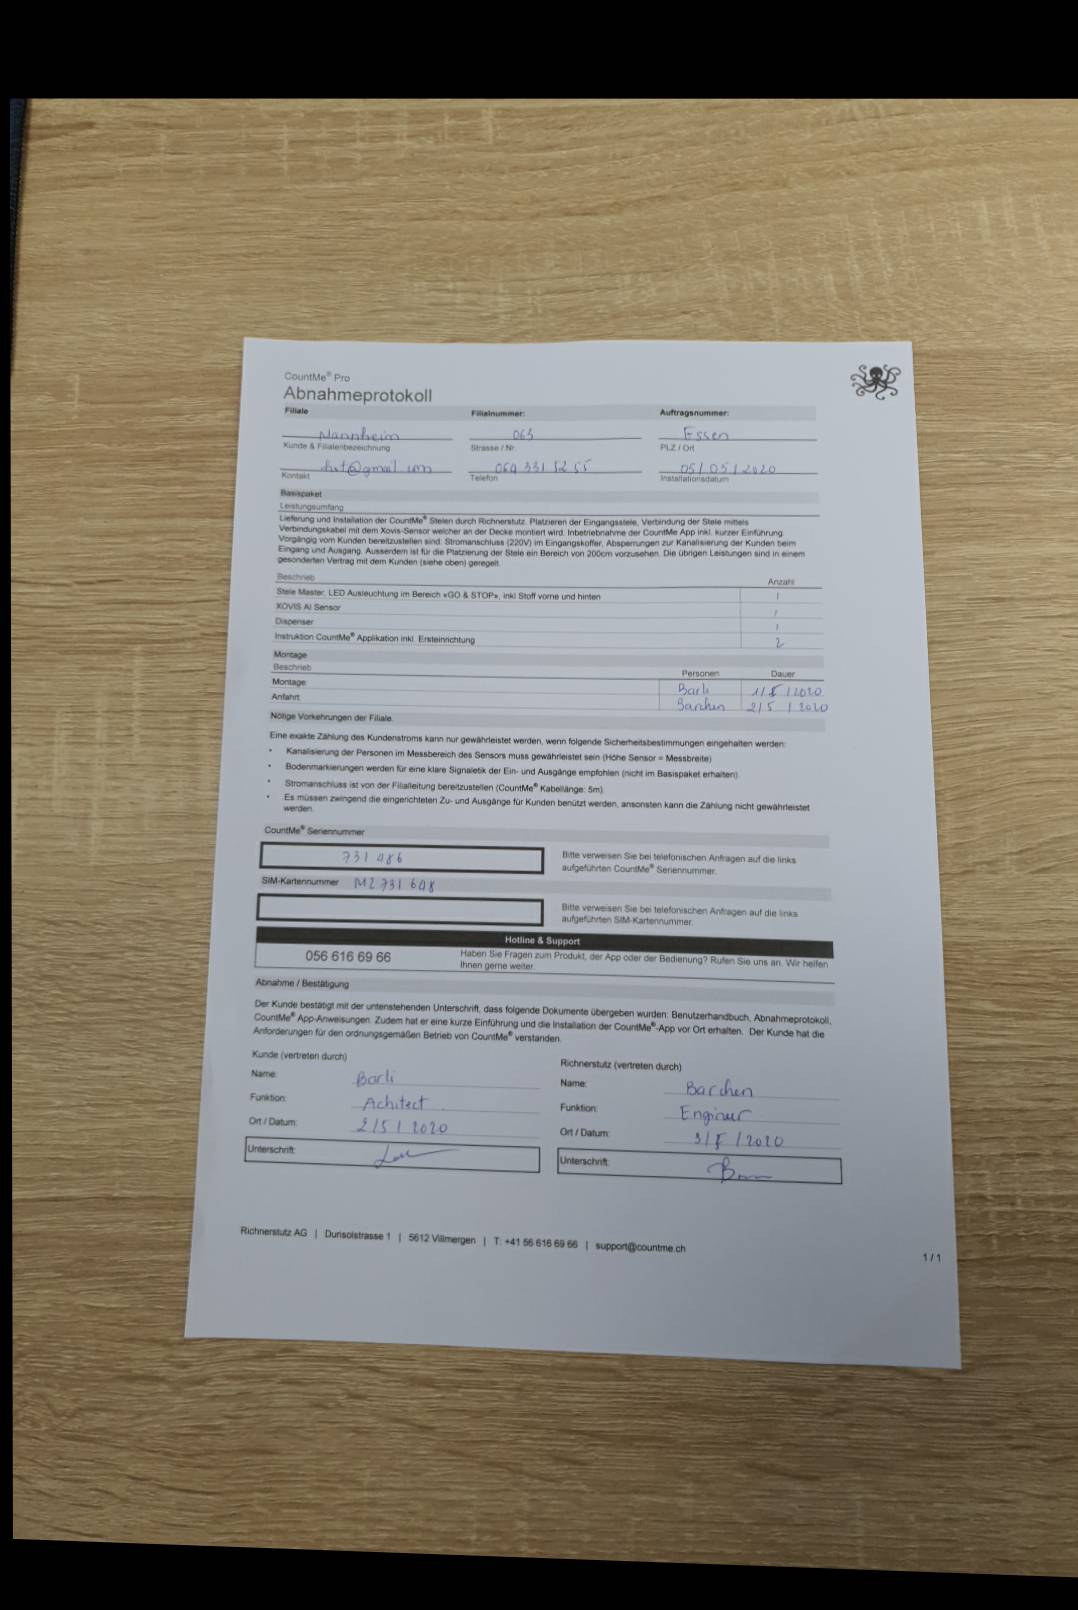 CountMe® Pro
Abnahmeprotokoll
Filiale Filialnummer: Auftragsnummer:
Mannheim 063 Essen
Kunde & Filialenbezeichnung Strasse / Nr. PLZ / Ort
069 331 52 55 05/05/2020
Kontakt Telefon Installationsdatum
Basispaket
Leistungsumfang
Lieferung und Installation der CountMe® Stelen durch Richnerstutz. Platzieren der Eingangsstele, Verbindung der Stele mittels
Verbindungskabel mit dem Xovis-Sensor welcher an der Decke montiert wird. Inbetriebnahme der CountMe App inkl. kurzer Einführung.
Vorgängig vom Kunden bereitzustellen sind: Stromanschluss (220V) im Eingangskoffer, Absperrungen zur Kanalisierung der Kunden beim
Eingang und Ausgang. Ausserdem ist für die Platzierung der Stele ein Bereich von 200cm vorzusehen. Die übrigen Leistungen sind in einem
gesonderten Vertrag mit dem Kunden (siehe oben) geregelt.
Beschrieb Anzahl
Stele Master, LED Ausleuchtung im Bereich «GO & STOP», inkl Stoff vorne und hinten 1
XOVIS AI Sensor 1
Dispenser 1
Instruktion CountMe® Applikation inkl. Ersteinrichtung 2
Montage
Beschrieb Personen Dauer
Montage: Barli 1/5/2020
Anfahrt: Barchen 2/5/2020
Nötige Vorkehrungen der Filiale.
Eine exakte Zählung des Kundenstroms kann nur gewährleistet werden, wenn folgende Sicherheitsbestimmungen eingehalten werden:
• Kanalisierung der Personen im Messbereich des Sensors muss gewährleistet sein (Höhe Sensor = Messbreite)
• Bodenmarkierungen werden für eine klare Signaletik der Ein- und Ausgänge empfohlen (nicht im Basispaket erhalten).
• Stromanschluss ist von der Filialleitung bereitzustellen (CountMe® Kabellänge: 5m).
• Es müssen zwingend die eingerichteten Zu- und Ausgänge für Kunden benützt werden, ansonsten kann die Zählung nicht gewährleistet
werden.
CountMe® Seriennummer
731 486
Bitte verweisen Sie bei telefonischen Anfragen auf die links
aufgeführten CountMe® Seriennummer.
SIM-Kartennummer MZ 731 648
Bitte verweisen Sie bei telefonischen Anfragen auf die links
aufgeführten SIM-Kartennummer.
Hotline & Support
056 616 69 66
Haben Sie Fragen zum Produkt, der App oder der Bedienung? Rufen Sie uns an. Wir helfen
Ihnen gerne weiter.
Abnahme / Bestätigung
Der Kunde bestätigt mit der untenstehenden Unterschrift, dass folgende Dokumente übergeben wurden: Benutzerhandbuch, Abnahmeprotokoll,
CountMe® App-Anweisungen. Zudem hat er eine kurze Einführung und die Installation der CountMe®-App vor Ort erhalten. Der Kunde hat die
Anforderungen für den ordnungsgemäßen Betrieb von CountMe® verstanden.
Kunde (vertreten durch) Richnerstutz (vertreten durch)
Name: Barli Name: Barchen
Funktion: Achitect Funktion: Enginer
Ort / Datum: 2/5/2020 Ort / Datum: 3/5/2020
Unterschrift: Unterschrift:
Richnerstutz AG | Durisolstrasse 1 | 5612 Villmergen | T: +41 56 616 69 66 | support@countme.ch
1 / 1